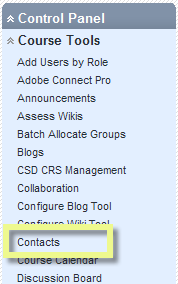 Control Panel
Course Tools
Add Users by Role
Adobe Connect Pro
Announcements
Assess Wikis
Batch Allocate Groups
Blogs
CSD CRS Management
Collaboration
Configure Blog Tool
Configure Wiki Tool
Contacts
Course Calendar
Discussion Board